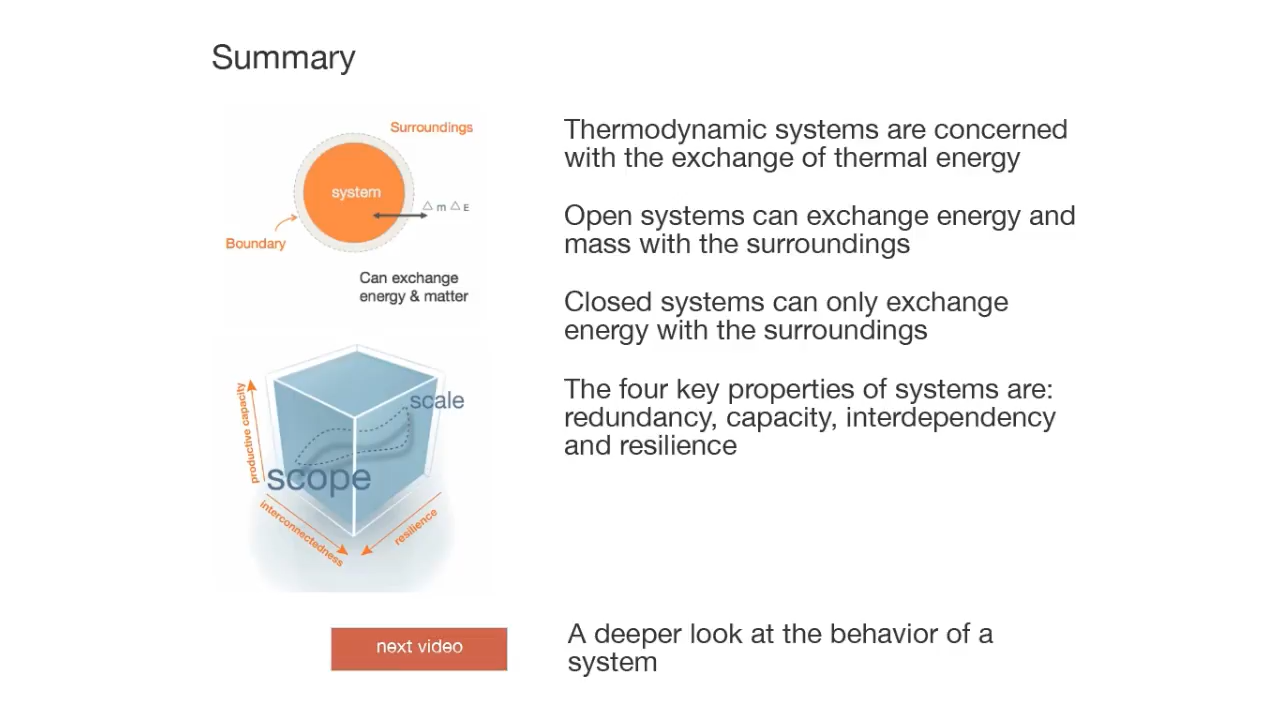 Summary
Surroundings
system
△ m △ E
Boundary
Can exchange
energy & matter
Thermodynamic systems are concerned
with the exchange of thermal energy
Open systems can exchange energy and
mass with the surroundings
Closed systems can only exchange
energy with the surroundings
The four key properties of systems are:
redundancy, capacity, interdependency
and resilience
productive capacity
scale
scope
interconnectedness
resilience
next video
A deeper look at the behavior of a
system